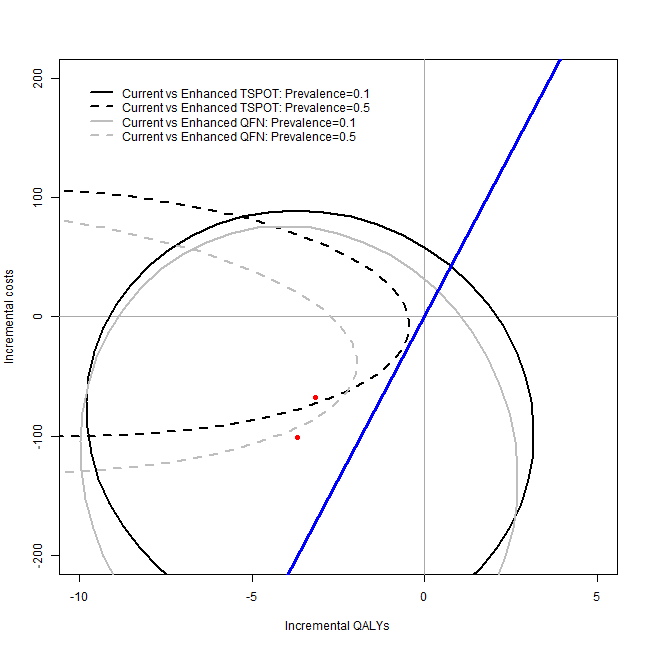 Current vs Enhanced TSPOT: Prevalence=0.1
Current vs Enhanced TSPOT: Prevalence=0.5
Current vs Enhanced QFN: Prevalence=0.1
Current vs Enhanced QFN: Prevalence=0.5
200
100
0
-100
-200
Incremental costs
-10
-5
0
5
Incremental QALYs